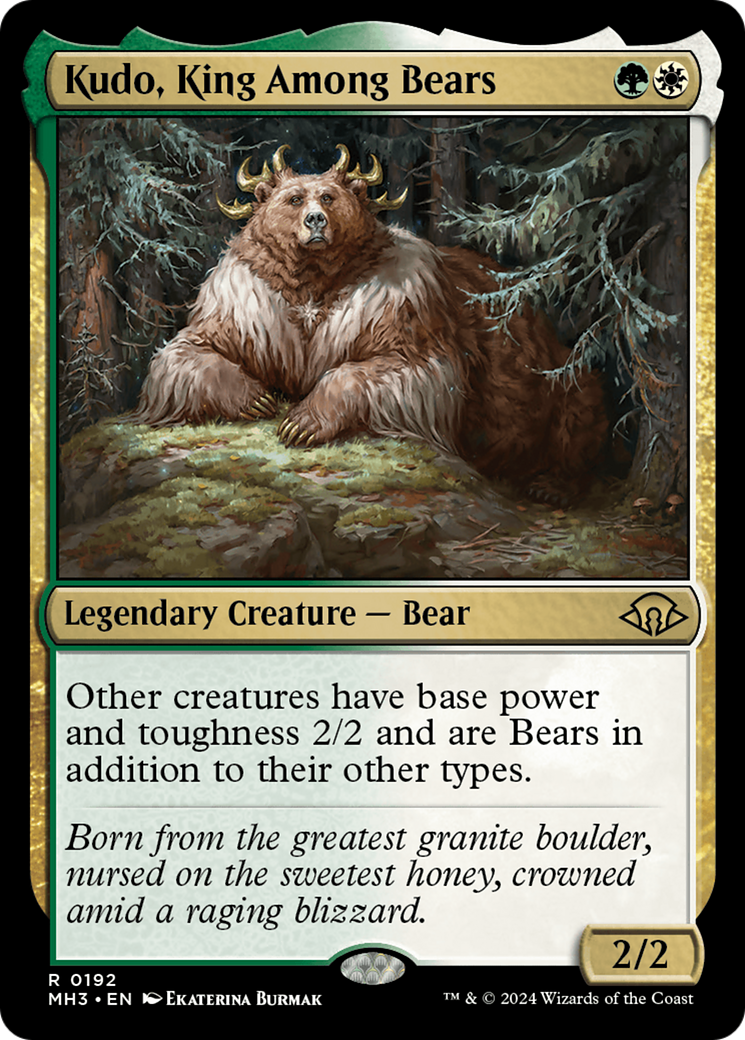 Kudo, King Among Bears
Legendary Creature — Bear
Other creatures have base power
and toughness 2/2 and are Bears in
addition to their other types.
Born from the greatest granite boulder,
nursed on the sweetest honey, crowned
amid a raging blizzard.
2/2
R 0192
MH3 • EN Ekaterina Burmak
™ & © 2024 Wizards of the Coast